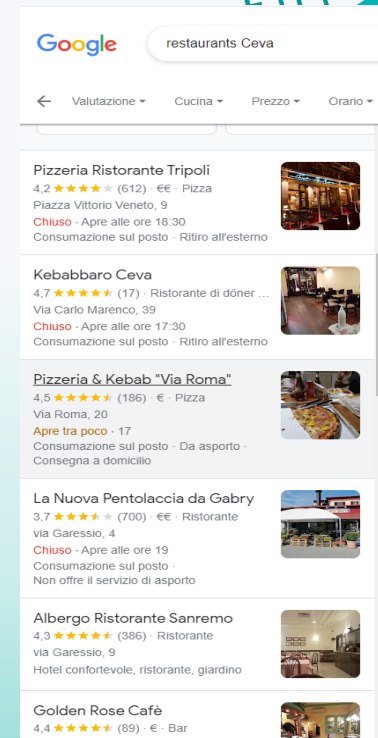 Google
restaurants Ceva
Valutazione
Cucina
Prezzo
Orario
Pizzeria Ristorante Tripoli
4,2 (612) · €€ · Pizza
Piazza Vittorio Veneto, 9
Chiuso · Apre alle ore 18:30
Consumazione sul posto · Ritiro all'esterno
Kebabbaro Ceva
4,7 (17) · Ristorante di döner ...
Via Carlo Marenco, 39
Chiuso · Apre alle ore 17:30
Consumazione sul posto · Ritiro all'esterno
Pizzeria & Kebab "Via Roma"
4,5 (186) · € · Pizza
Via Roma, 20
Apre tra poco · 17
Consumazione sul posto · Da asporto ·
Consegna a domicilio
La Nuova Pentolaccia da Gabry
3,7 (700) · €€ · Ristorante
via Garessio, 4
Chiuso · Apre alle ore 19
Consumazione sul posto ·
Non offre il servizio di asporto
Albergo Ristorante Sanremo
4,3 (386) · Ristorante
via Garessio, 9
Hotel confortevole, ristorante, giardino
Golden Rose Cafè
4,4 (89) · € · Bar